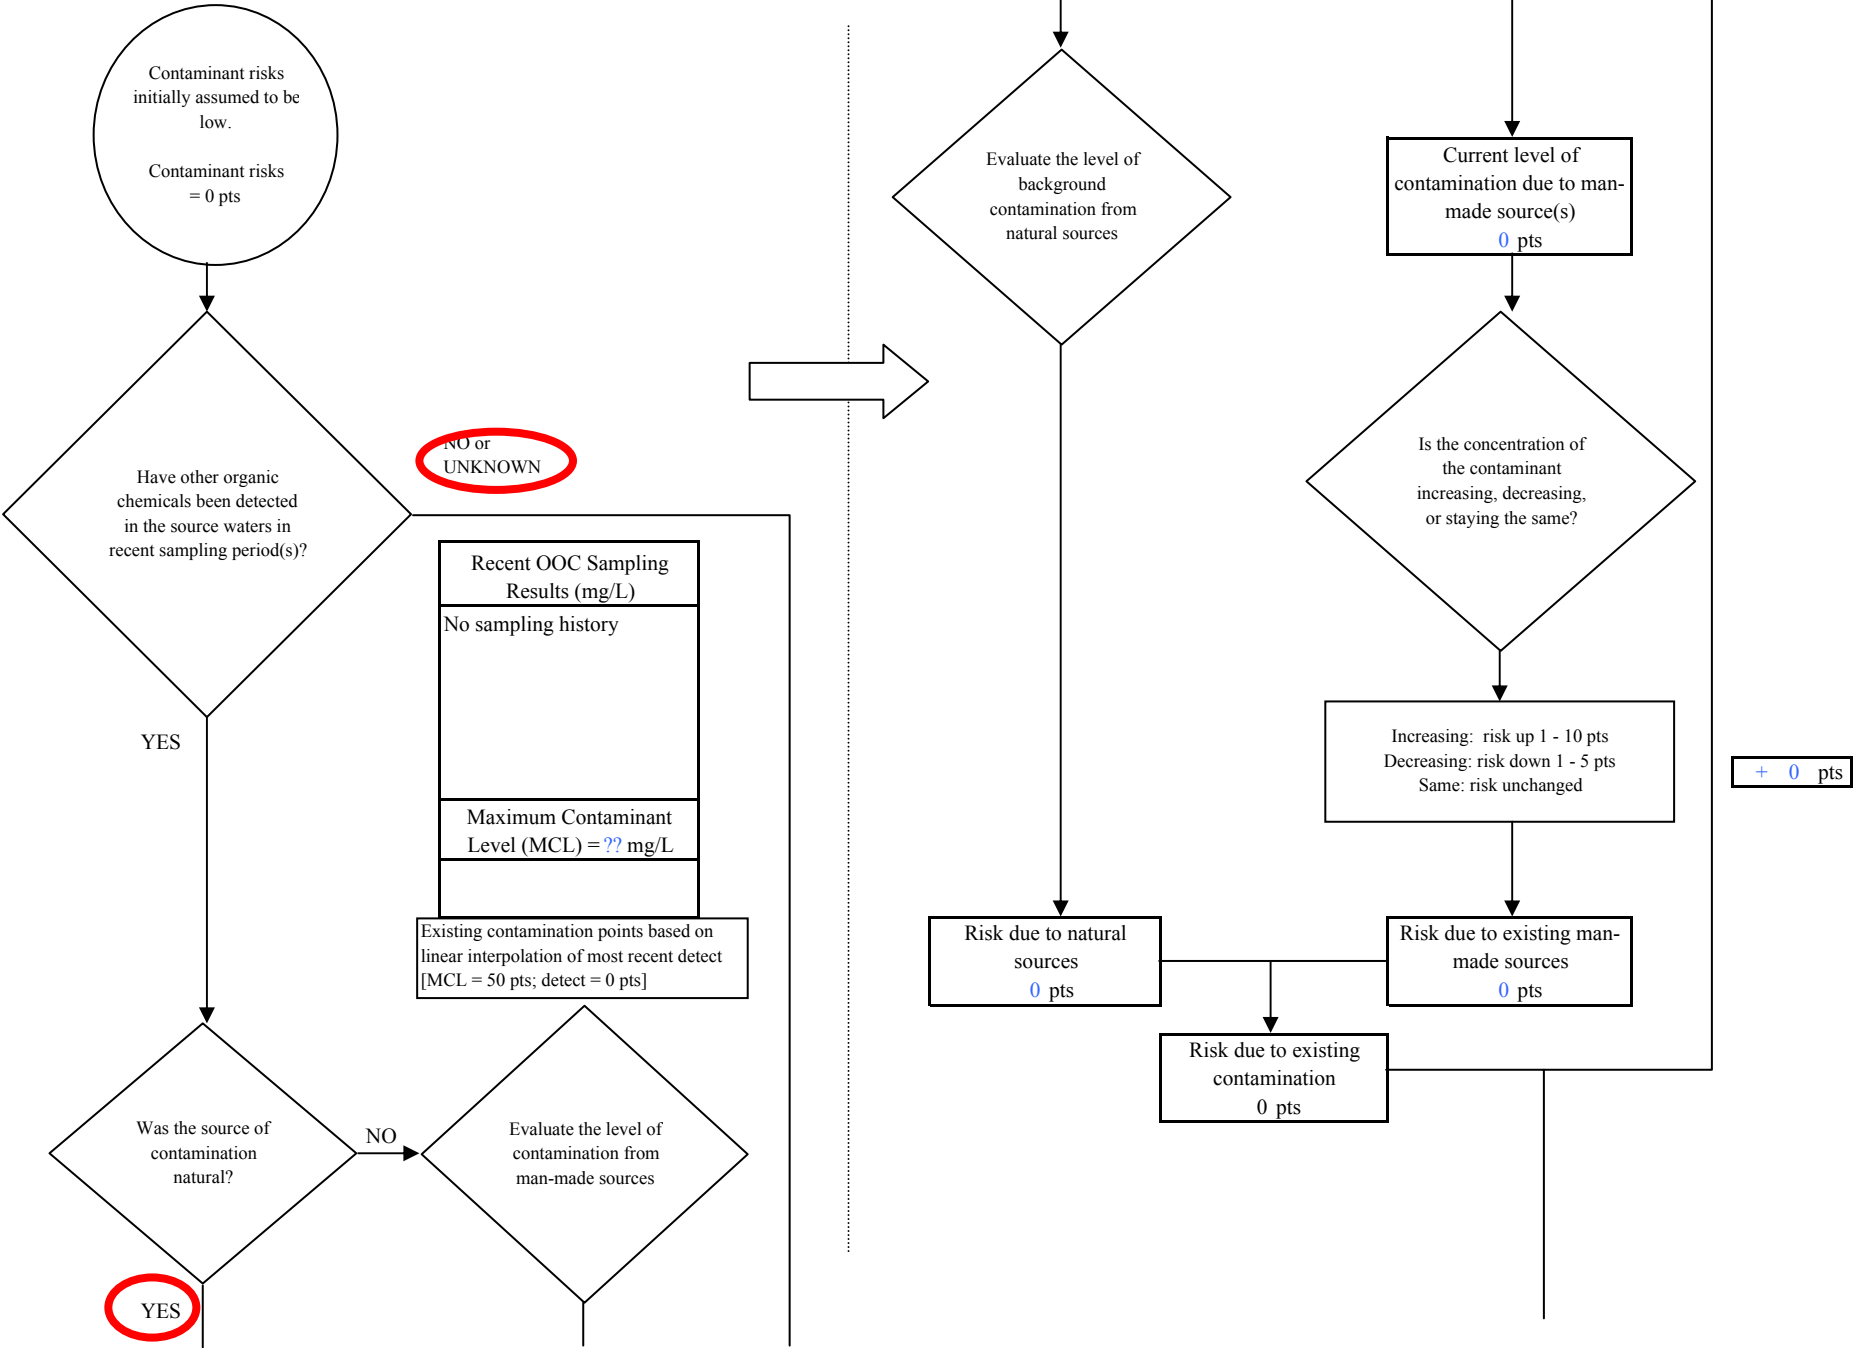 Contaminant risks
initially assumed to be
low.
Contaminant risks
= 0 pts
Have other organic
chemicals been detected
in the source waters in
recent sampling period(s)?
NO or
UNKNOWN
YES
Recent OOC Sampling
Results (mg/L)
No sampling history
Maximum Contaminant
Level (MCL) = ?? mg/L
Existing contamination points based on
linear interpolation of most recent detect
[MCL = 50 pts; detect = 0 pts]
Was the source of
contamination
natural?
NO
Evaluate the level of
contamination from
man-made sources
YES
Evaluate the level of
background
contamination from
natural sources
Current level of
contamination due to man-
made source(s)
0 pts
Is the concentration of
the contaminant
increasing, decreasing,
or staying the same?
Increasing: risk up 1 - 10 pts
Decreasing: risk down 1 - 5 pts
Same: risk unchanged
+ 0 pts
Risk due to natural
sources
0 pts
Risk due to existing man-
made sources
0 pts
Risk due to existing
contamination
0 pts